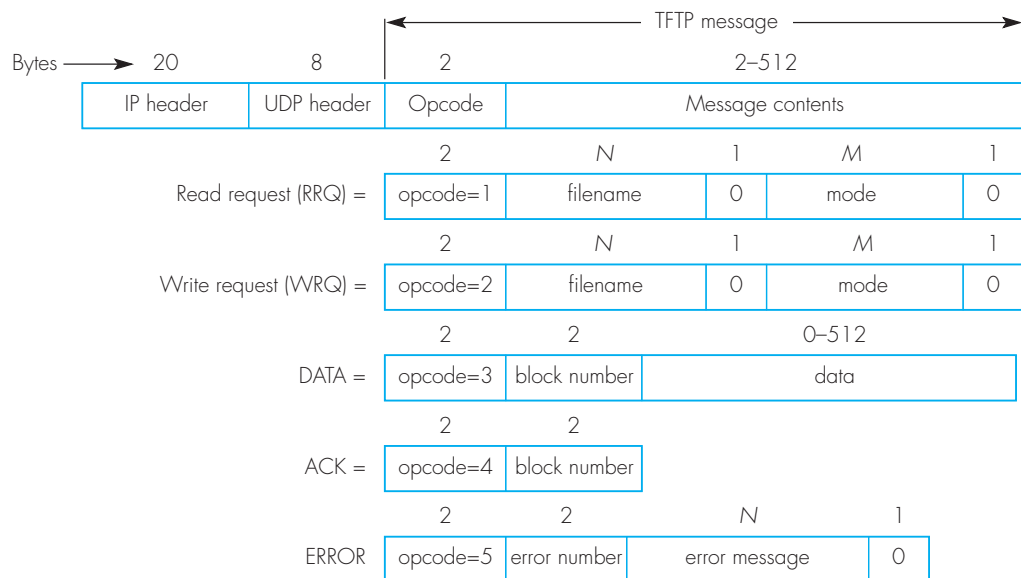 TFTP message
Bytes 20 8 2 2–512
IP header UDP header Opcode Message contents
2 N 1 M 1
Read request (RRQ) = opcode=1 filename 0 mode 0
2 N 1 M 1
Write request (WRQ) = opcode=2 filename 0 mode 0
2 2 0–512
DATA = opcode=3 block number data
2 2
ACK = opcode=4 block number
2 2 N 1
ERROR opcode=5 error number error message 0